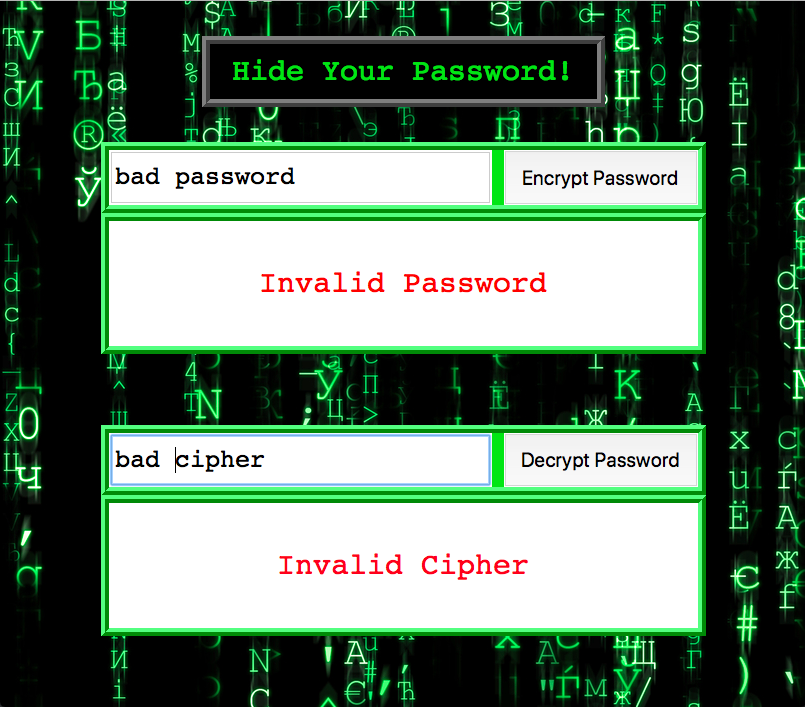 Hide Your Password!
bad password
Encrypt Password
Invalid Password
bad cipher
Decrypt Password
Invalid Cipher